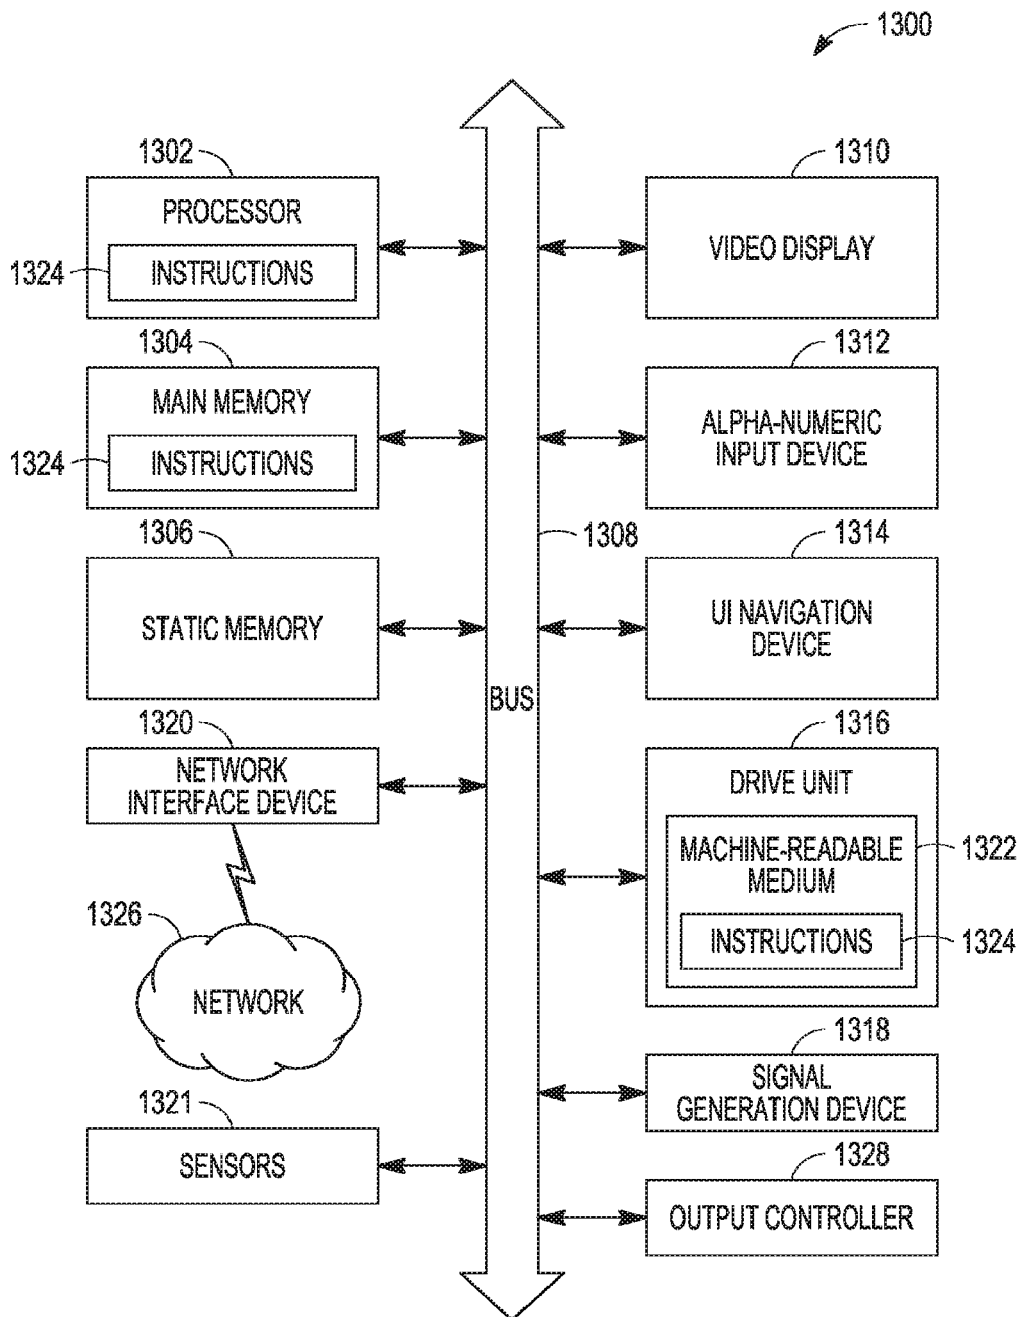 1300
1302
PROCESSOR
1324
INSTRUCTIONS
1304
MAIN MEMORY
1324
INSTRUCTIONS
1306
STATIC MEMORY
1320
NETWORK
INTERFACE DEVICE
1326
NETWORK
1321
SENSORS
BUS
1308
1310
VIDEO DISPLAY
1312
ALPHA-NUMERIC
INPUT DEVICE
1314
UI NAVIGATION
DEVICE
1316
DRIVE UNIT
MACHINE-READABLE
MEDIUM
1322
INSTRUCTIONS
1324
1318
SIGNAL
GENERATION DEVICE
1328
OUTPUT CONTROLLER